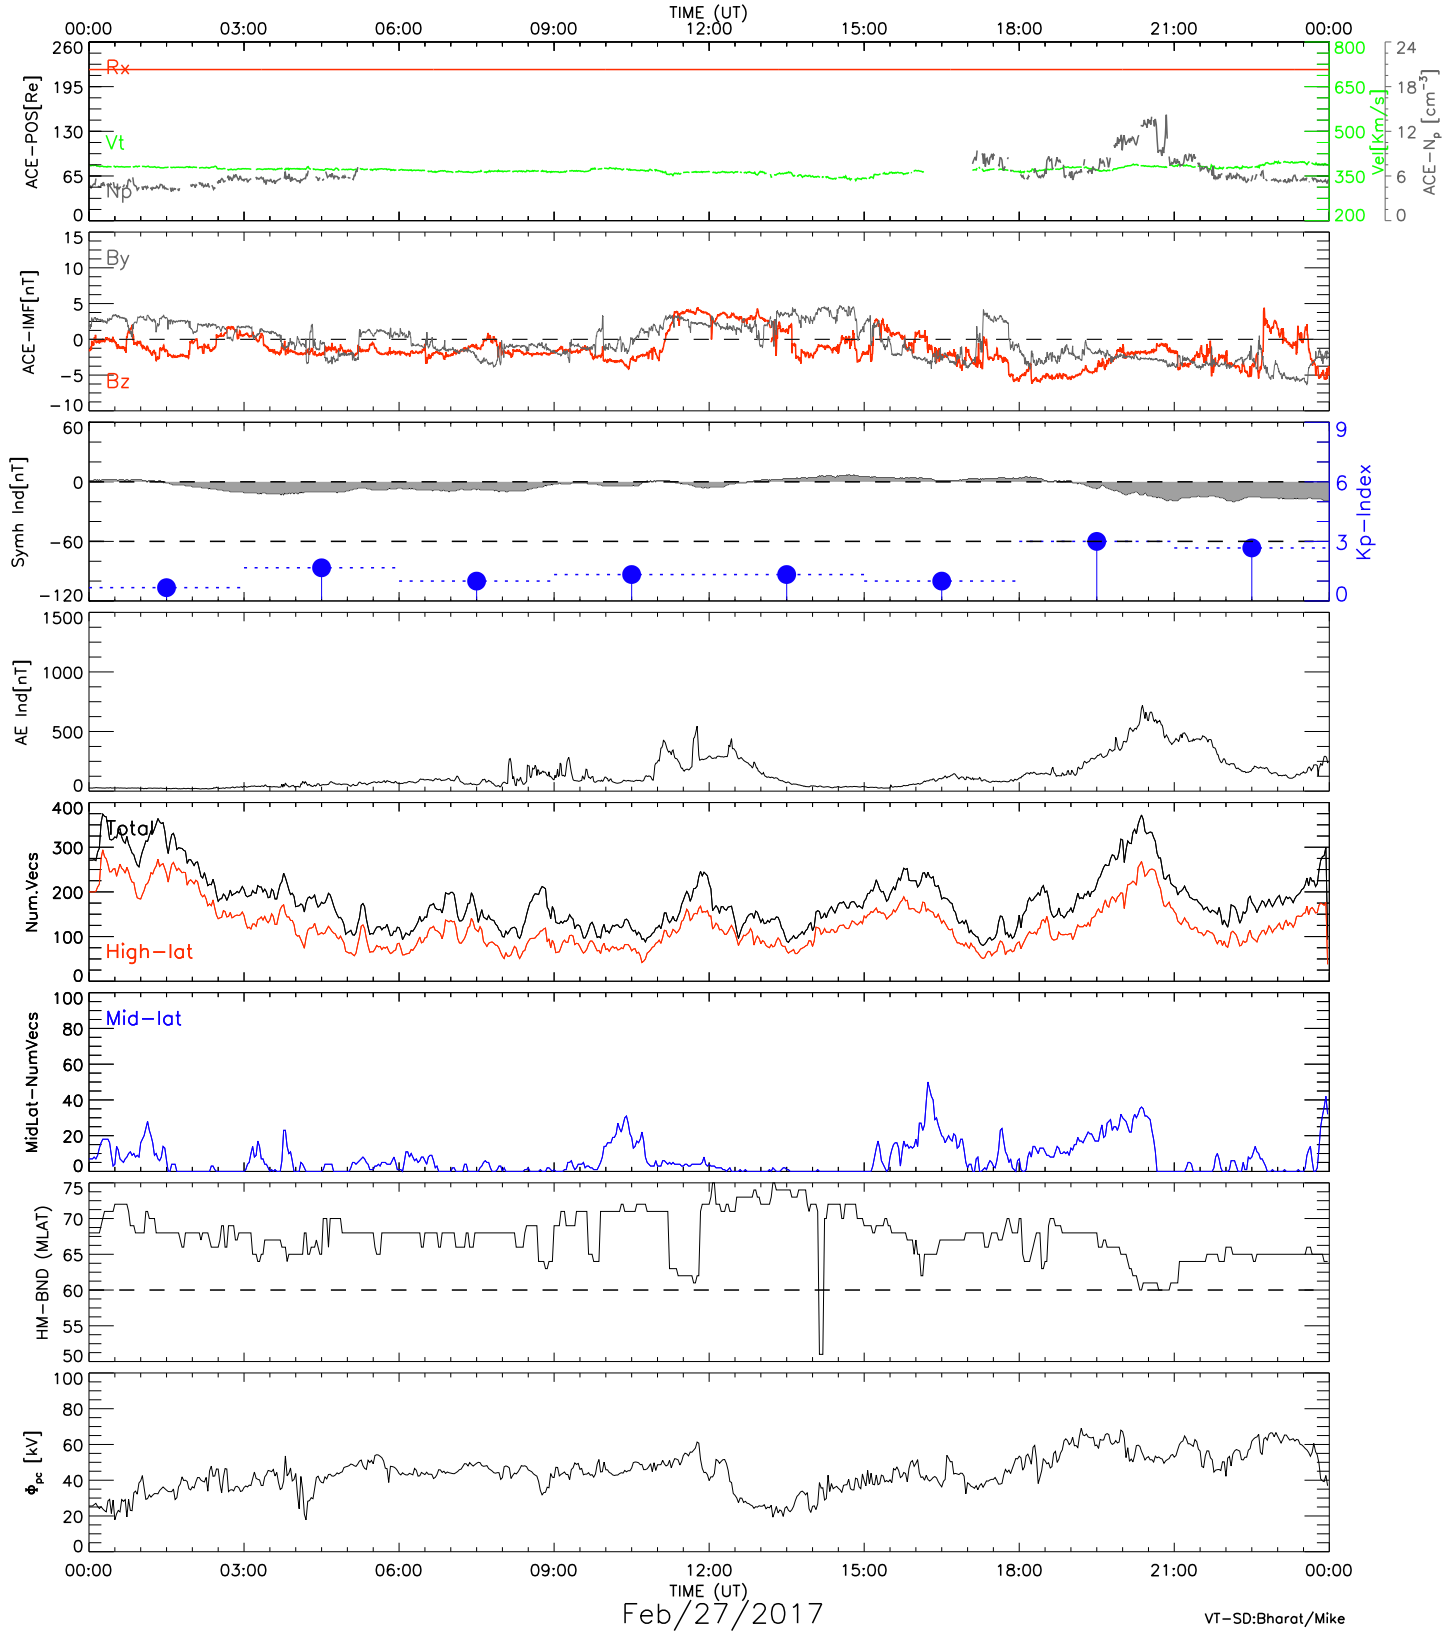 TIME (UT)
00:00 03:00 06:00 09:00 12:00 15:00 18:00 21:00 00:00
ACE-POS[Re]
260
195
130
65
0
Rx
Vt
Np
800
650
500
350
200
Vel[Km/s]
24
18
12
6
0
ACE-Np [cm⁻³]
ACE-IMF[nT]
15
10
5
0
-5
-10
By
Bz
Symh Ind[nT]
60
0
-60
-120
9
6
3
0
Kp-Index
AE Ind[nT]
1500
1000
500
0
Num.Vecs
400
300
200
100
0
Total
High-lat
MidLat-NumVecs
100
80
60
40
20
0
Mid-lat
HM-BND (MLAT)
75
70
65
60
55
50
Φpc [kV]
100
80
60
40
20
0
00:00 03:00 06:00 09:00 12:00 15:00 18:00 21:00 00:00
TIME (UT)
Feb/27/2017
VT-SD:Bharat/Mike